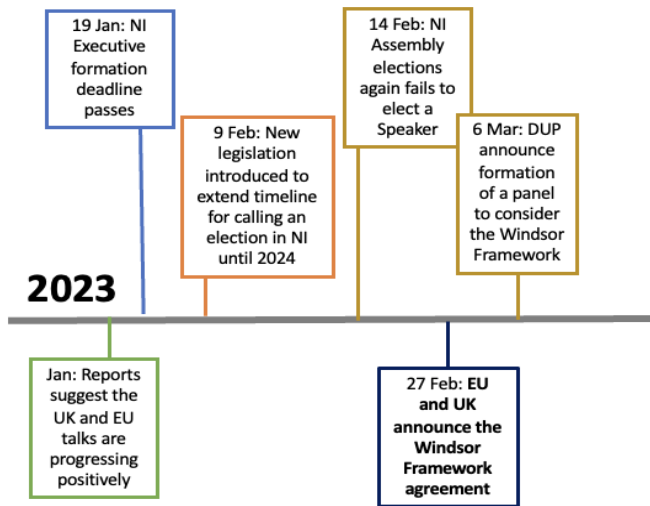 19 Jan: NI
Executive
formation
deadline
passes
9 Feb: New
legislation
introduced to
extend timeline
for calling an
election in NI
until 2024
14 Feb: NI
Assembly
elections
again fails to
elect a
Speaker
6 Mar: DUP
announce
formation
of a panel
to consider
the Windsor
Framework
2023
Jan: Reports
suggest the
UK and EU
talks are
progressing
positively
27 Feb: EU
and UK
announce the
Windsor
Framework
agreement